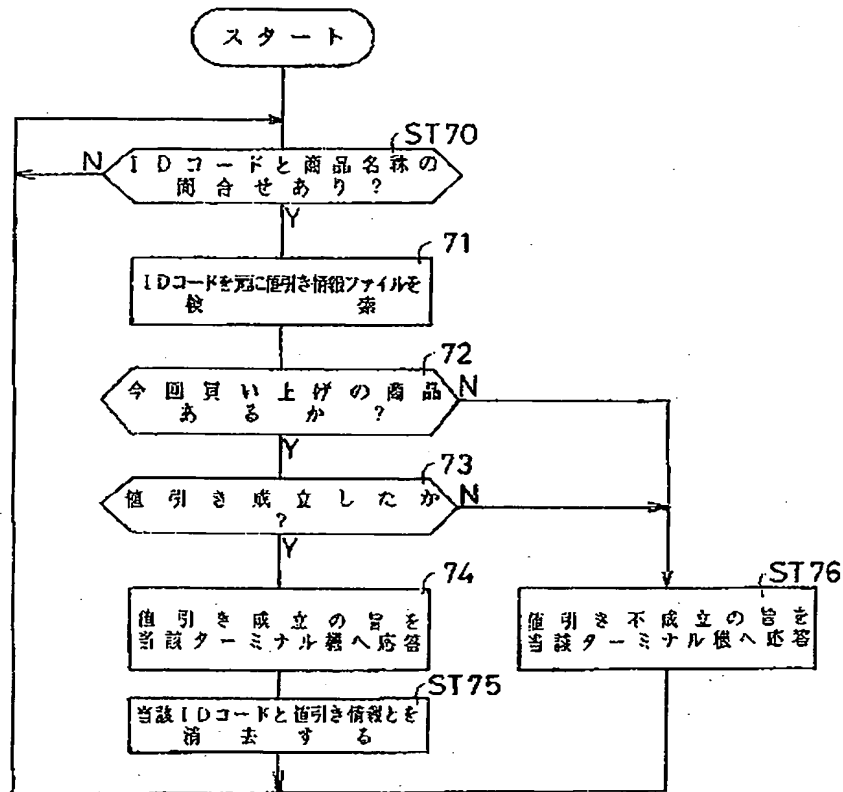 スタート
ST70
N
IDコードと商品名称の
問合せあり?
Y
71
IDコードを元に値引き情報ファイルを
検索
72
今回買い上げの商品
あるか?
N
Y
73
値引き成立したか
?
N
Y
74
値引き成立の旨を
当該ターミナル機へ応答
ST76
値引き不成立の旨を
当該ターミナル機へ応答
ST75
当該IDコードと値引き情報とを
消去する